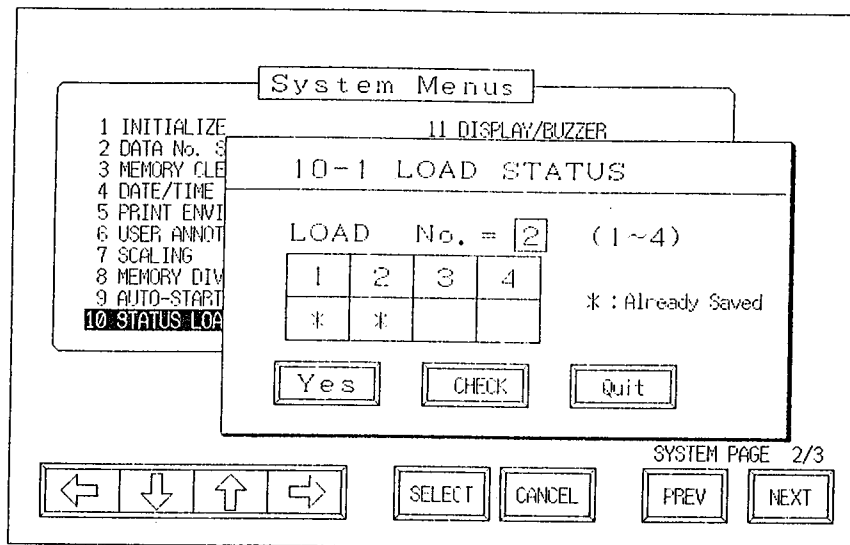 System Menus
1 INITIALIZE
2 DATA No. S
3 MEMORY CLE
4 DATE/TIME
5 PRINT ENVI
6 USER ANNOT
7 SCALING
8 MEMORY DIV
9 AUTO-START
10 STATUS LOA
11 DISPLAY/BUZZER
10-1 LOAD STATUS
LOAD No. = 2 (1~4)
1 2 3 4
* *
* : Already Saved
Yes CHECK Quit
SYSTEM PAGE 2/3
SELECT CANCEL PREV NEXT